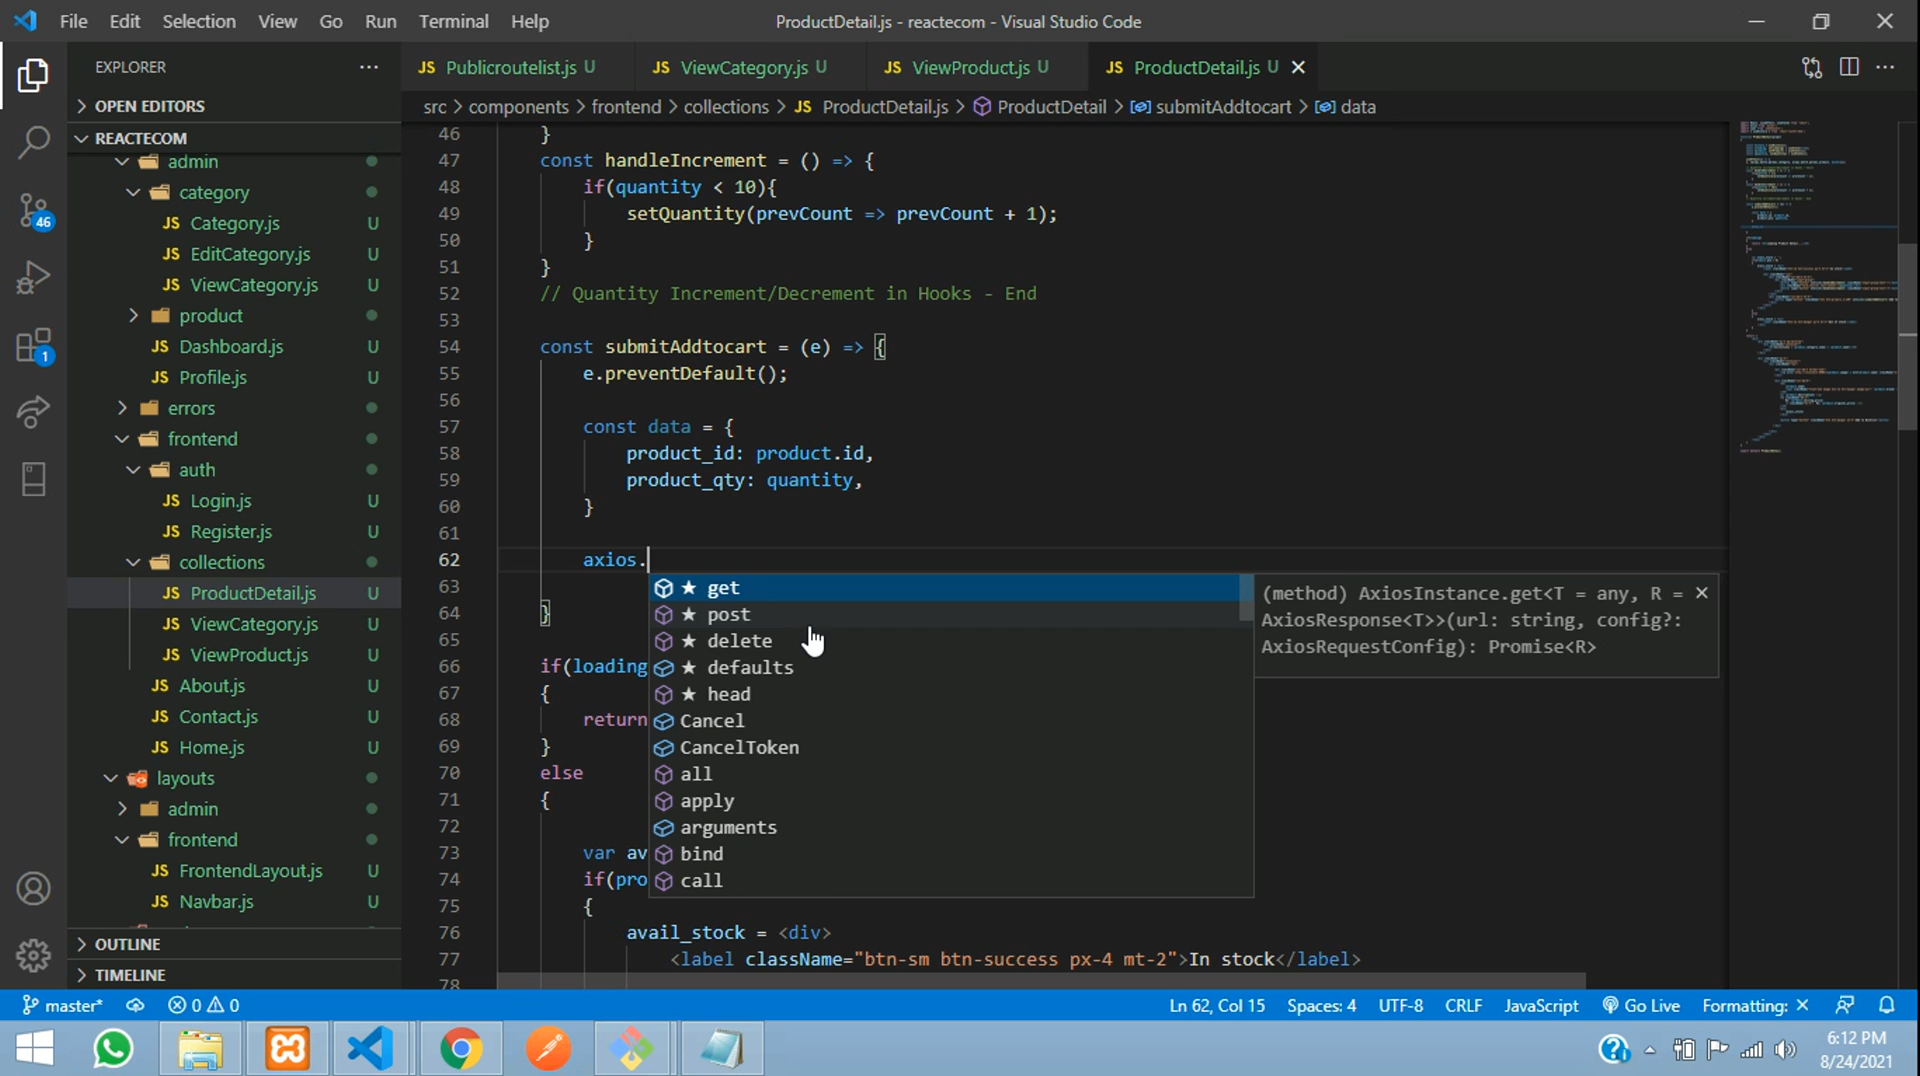 File Edit Selection View Go Run Terminal Help
ProductDetail.js - reactecom - Visual Studio Code
EXPLORER
OPEN EDITORS
REACTECOM
admin
category
JS Category.js U
JS EditCategory.js U
JS ViewCategory.js U
product
JS Dashboard.js U
JS Profile.js U
errors
frontend
auth
JS Login.js U
JS Register.js U
collections
JS ProductDetail.js U
JS ViewCategory.js U
JS ViewProduct.js U
JS About.js U
JS Contact.js U
JS Home.js U
layouts
admin
frontend
JS FrontendLayout.js U
JS Navbar.js U
OUTLINE
TIMELINE
46
1
JS Publicroutelist.js U
JS ViewCategory.js U
JS ViewProduct.js U
JS ProductDetail.js U
src > components > frontend > collections > JS ProductDetail.js > ProductDetail > submitAddtocart > data
46 }
47 const handleIncrement = () => {
48 if(quantity < 10){
49 setQuantity(prevCount => prevCount + 1);
50 }
51 }
52 // Quantity Increment/Decrement in Hooks - End
53
54 const submitAddtocart = (e) => {
55 e.preventDefault();
56
57 const data = {
58 product_id: product.id,
59 product_qty: quantity,
60 }
61
62 axios.
63
64 }
65
66 if(loading
67 {
68 return
69 }
70 else
71 {
72
73 var av
74 if(pro
75 {
76 avail_stock = <div>
77 <label className="btn-sm btn-success px-4 mt-2">In stock</label>
78
★ get
★ post
★ delete
★ defaults
★ head
Cancel
CancelToken
all
apply
arguments
bind
call
(method) AxiosInstance.get<T = any, R =
AxiosResponse<T>>(url: string, config?:
AxiosRequestConfig): Promise<R>
master* 0 0
Ln 62, Col 15 Spaces: 4 UTF-8 CRLF JavaScript Go Live Formatting: ×
6:12 PM
8/24/2021